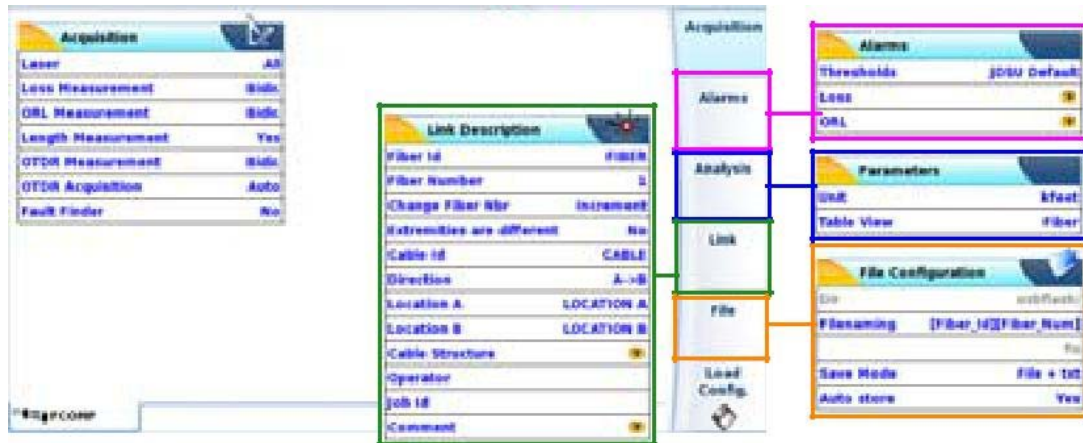 Acquisition
Laser All
Loss Measurement Bidir.
ORL Measurement Bidir.
Length Measurement Yes
OTDR Measurement Bidir.
OTDR Acquisition Auto
Fault Finder No
Link Description
Fiber Id FIBER
Fiber Number 1
Change Fiber Nbr Increment
Extremities are different No
Cable Id CABLE
Direction A->B
Location A LOCATION A
Location B LOCATION B
Cable Structure
Operator
Job Id
Comment
Acquisition
Alarms
Analysis
Link
File
Load
Config.
Alarms
Thresholds JDSU Default
Loss
ORL
Parameters
Unit kfeet
Table View Fiber
File Configuration
Dir
Filenaming [Fiber_Id][Fiber_Num]
Save Mode File + txt
Auto store Yes